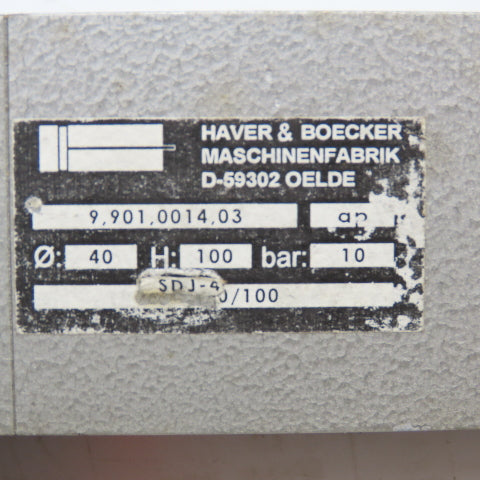 HAVER & BOECKER
MASCHINENFABRIK
D-59302 OELDE
9,901,0014,03
Ø: 40 H: 100 bar: 10
SDJ-4
0/100